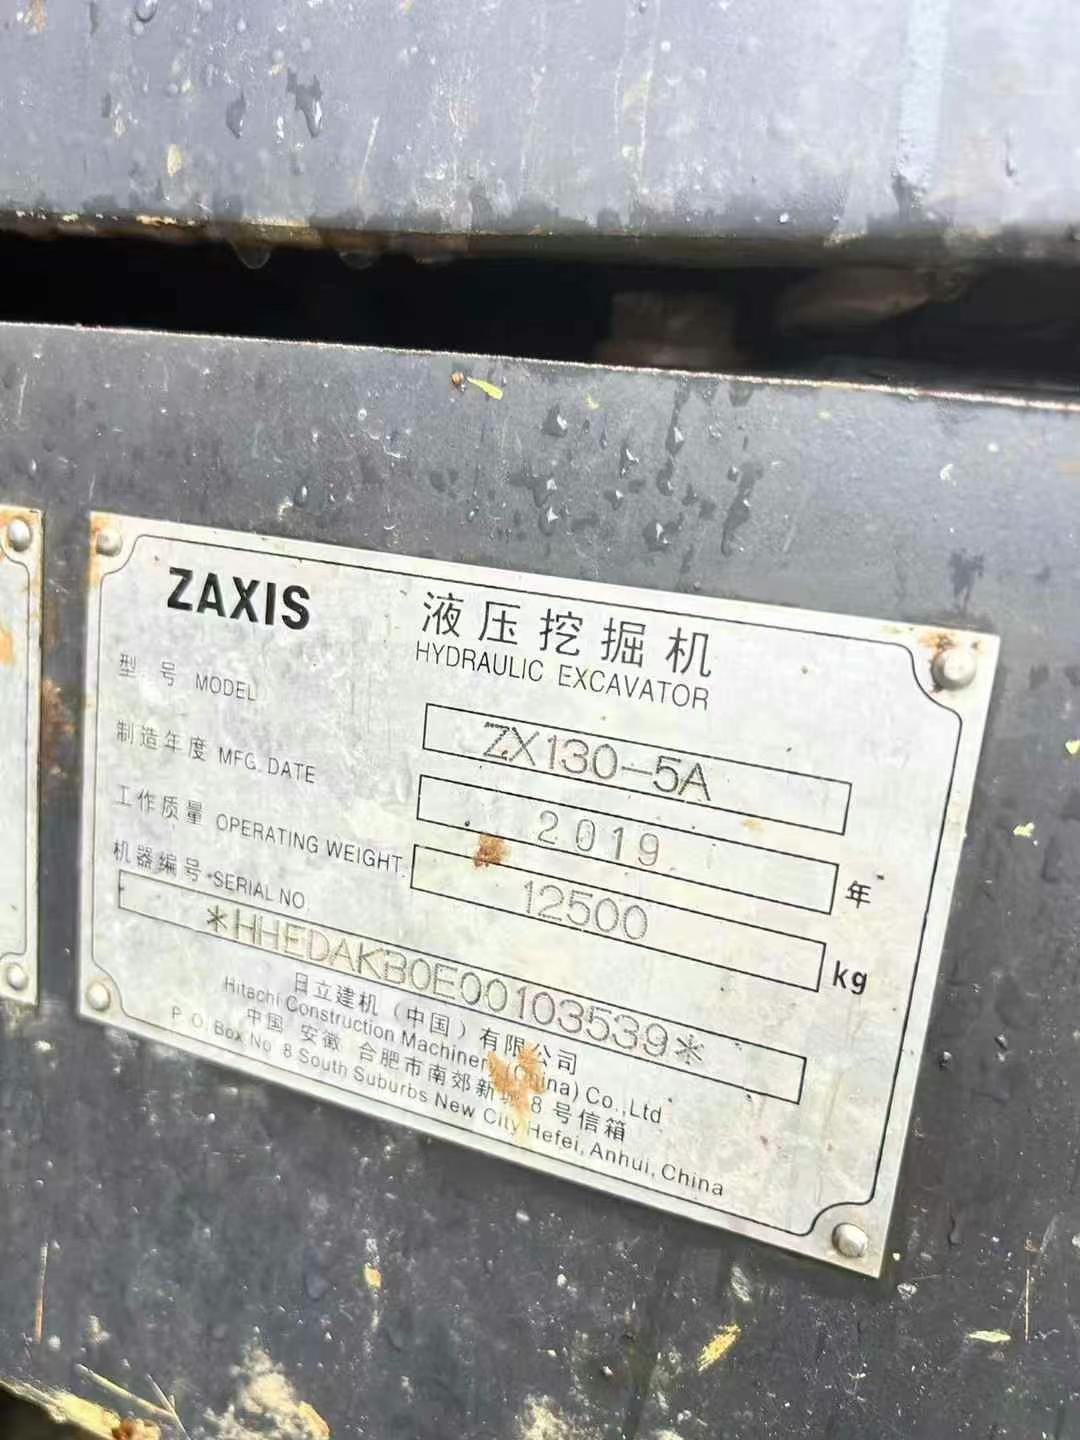 ZAXIS
液压挖掘机
HYDRAULIC EXCAVATOR
型 号 MODEL ZX130-5A
制造年度 MFG. DATE 2019 年
工作质量 OPERATING WEIGHT 12500 kg
机器编号 SERIAL NO
*HHEDAKB0E00103539*
日立建机（中国）有限公司
Hitachi Construction Machinery (China) Co.,Ltd
中国 安徽 合肥市南郊新城 8 号信箱
P.O.Box No 8 South Suburbs New City Hefei, Anhui, China